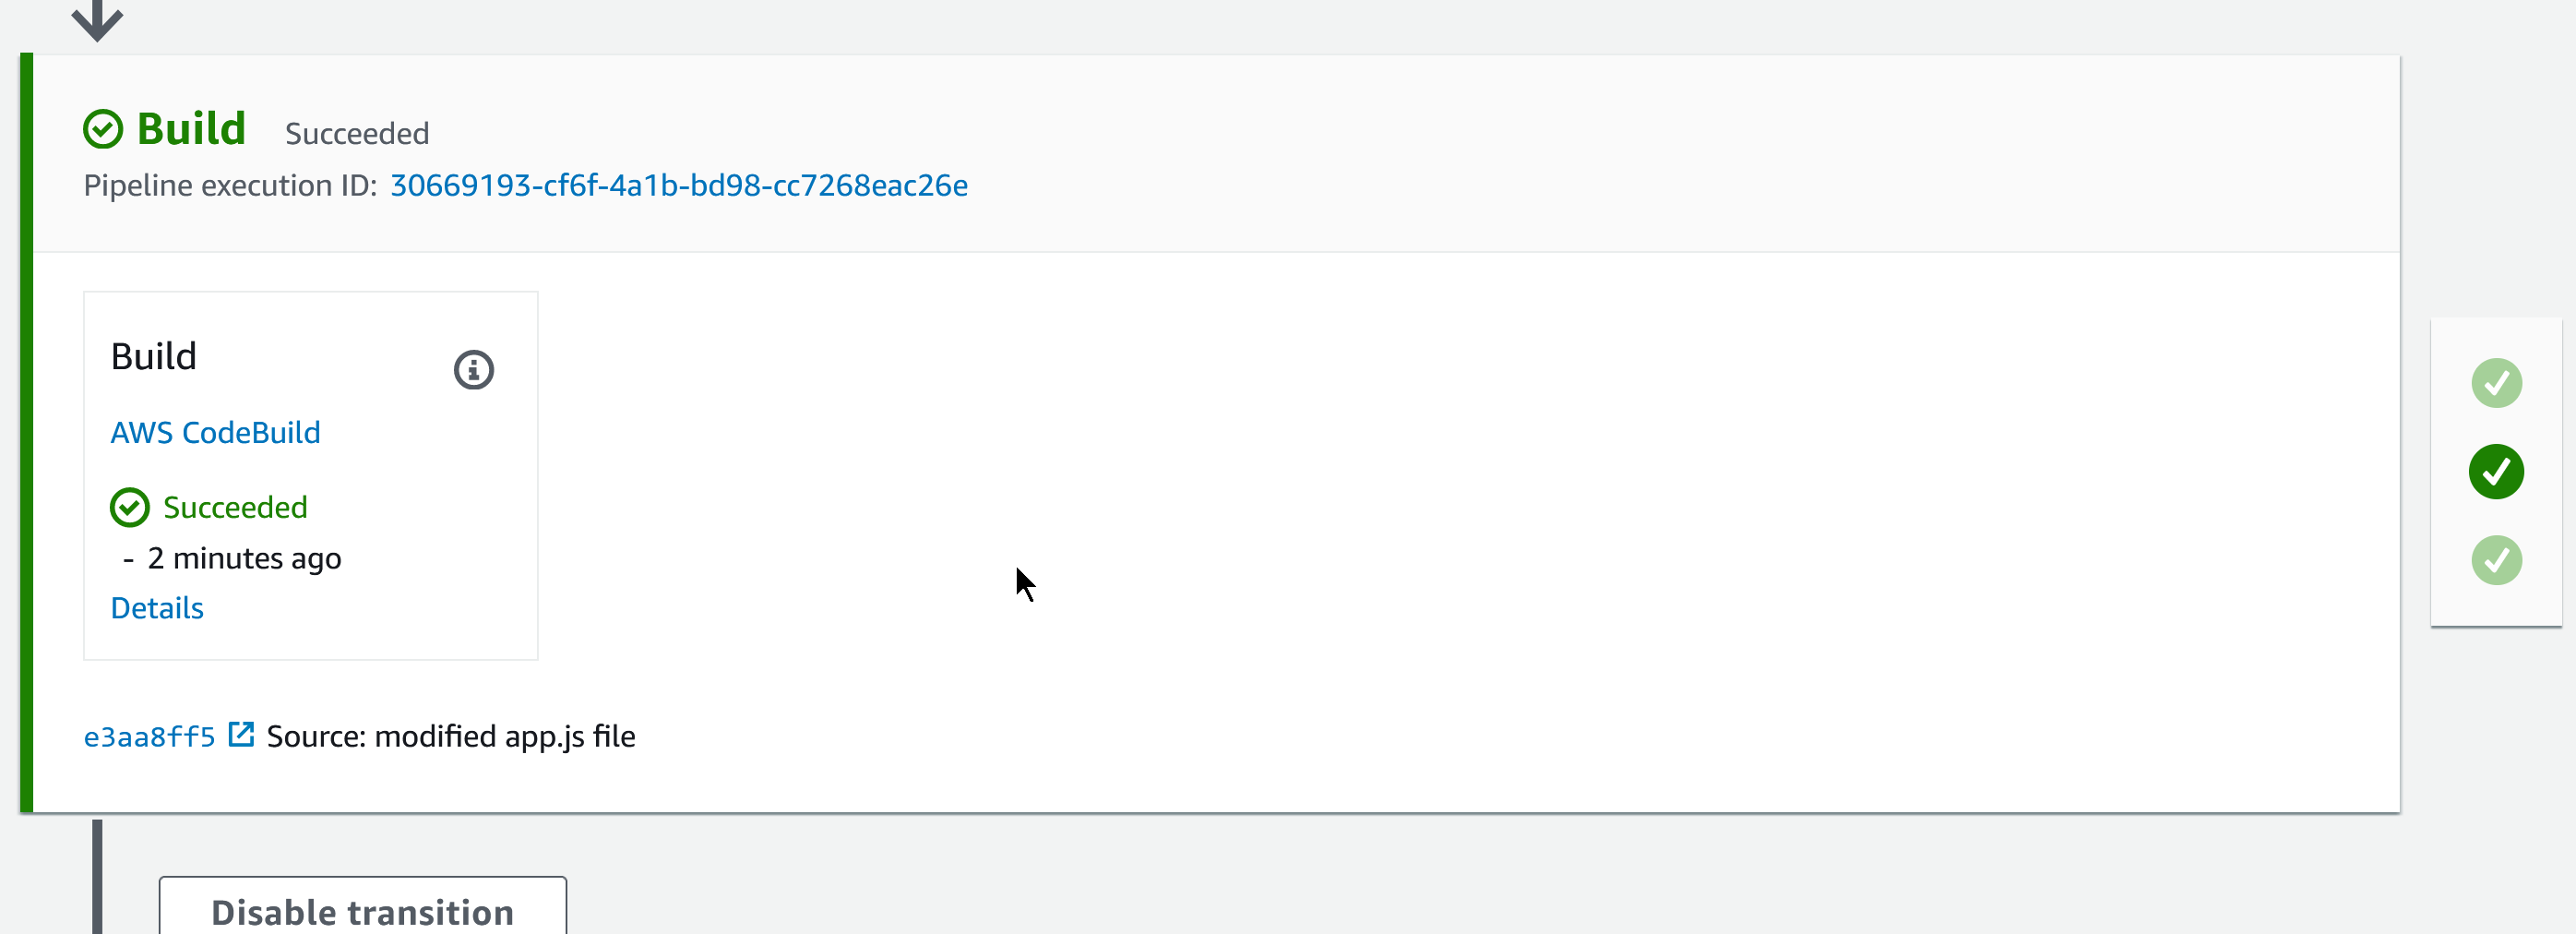 Build Succeeded
Pipeline execution ID: 30669193-cf6f-4a1b-bd98-cc7268eac26e
Build
AWS CodeBuild
Succeeded
- 2 minutes ago
Details
e3aa8ff5 Source: modified app.js file
Disable transition